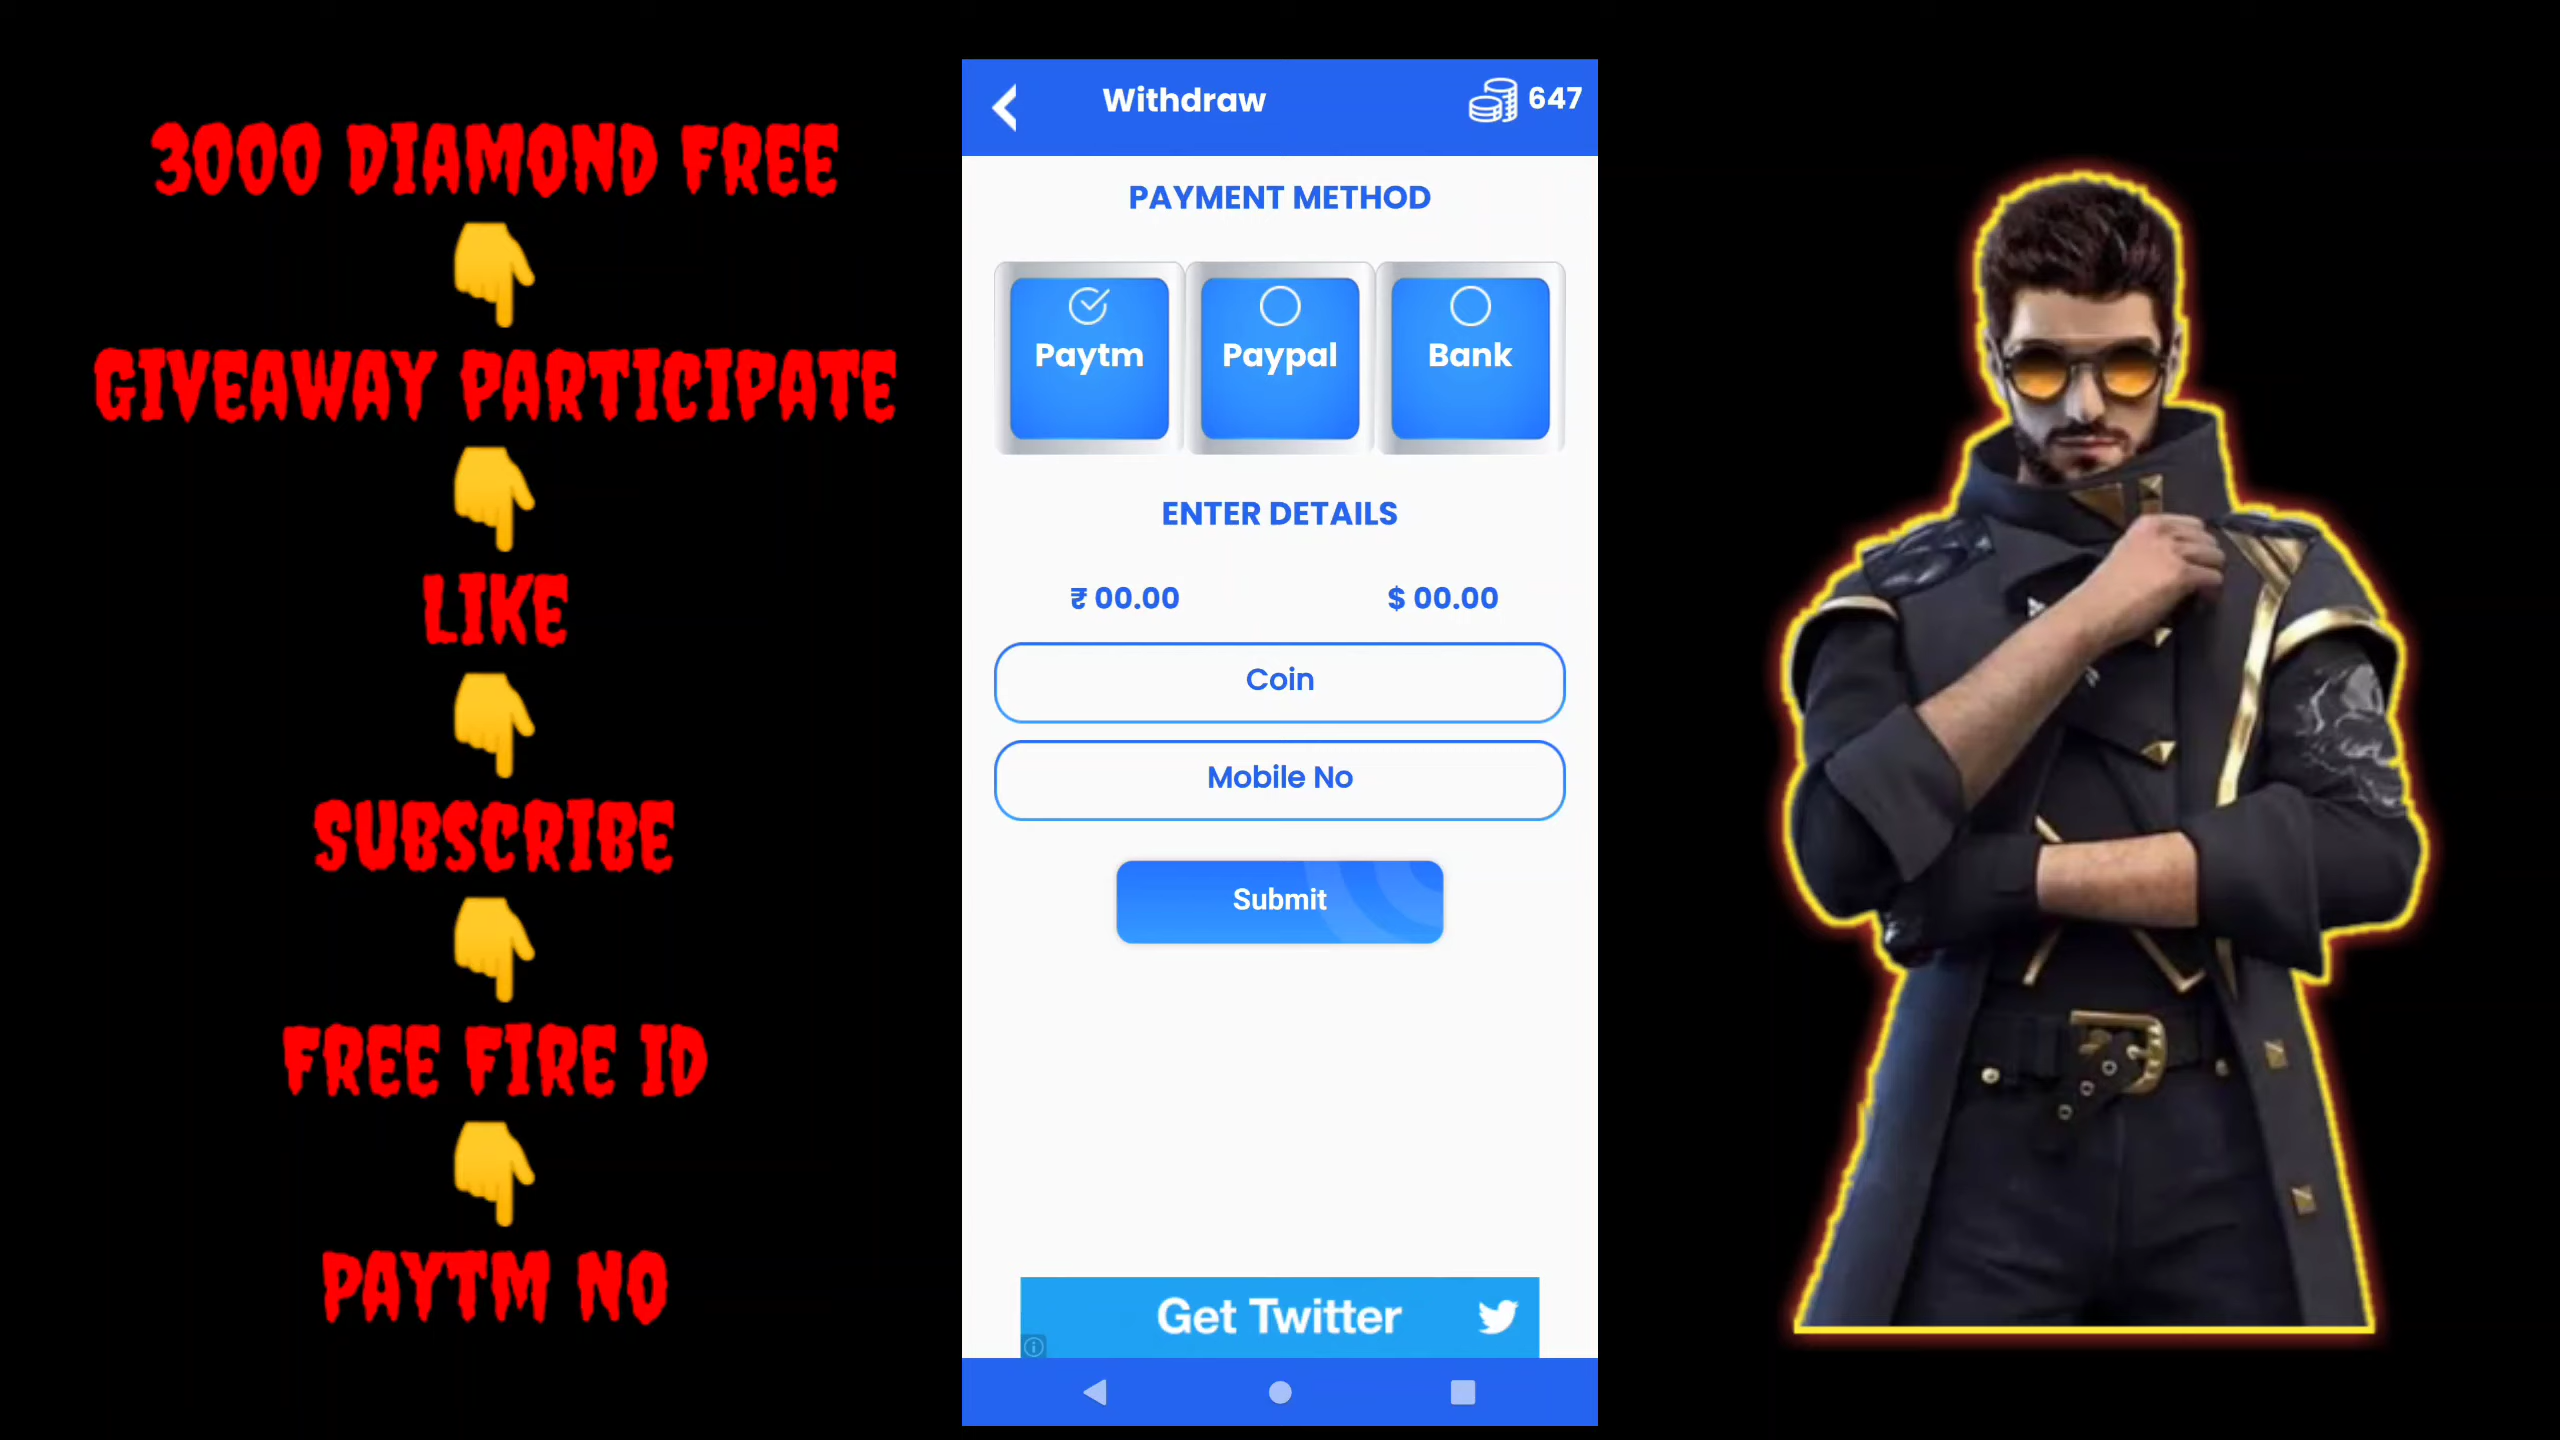 3000 DIAMOND FREE
GIVEAWAY PARTICIPATE
LIKE
SUBSCRIBE
FREE FIRE ID
PAYTM NO
Withdraw
647
PAYMENT METHOD
Paytm
Paypal
Bank
ENTER DETAILS
₹ 00.00
$ 00.00
Coin
Mobile No
Submit
Get Twitter